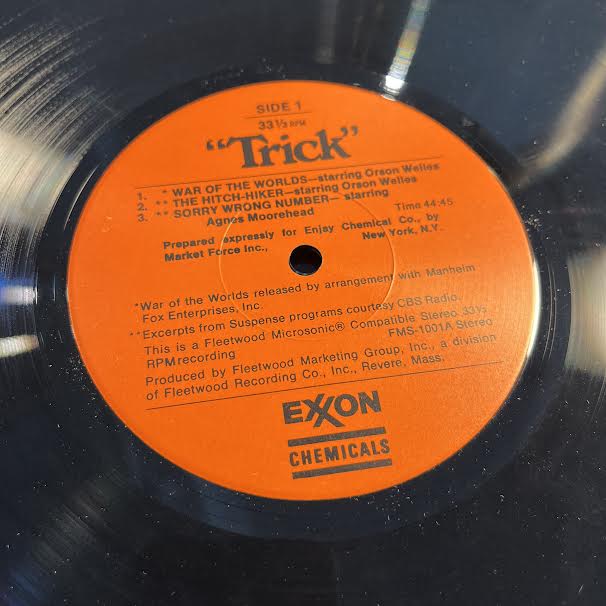 SIDE 1
33⅓ RPM
“Trick”
1. * WAR OF THE WORLDS—starring Orson Welles
2. ** THE HITCH-HIKER—starring Orson Welles
3. ** SORRY WRONG NUMBER— starring
Agnes Moorehead
Time 44:45
Prepared expressly for Enjay Chemical Co., by
Market Force Inc., New York, N.Y.
*War of the Worlds released by arrangement with Manheim
Fox Enterprises, Inc.
**Excerpts from Suspense programs courtesy CBS Radio.
This is a Fleetwood Microsonic® Compatible Stereo 33⅓
RPM recording FMS-1001A Stereo
Produced by Fleetwood Marketing Group, Inc., a division
of Fleetwood Recording Co., Inc., Revere, Mass.
EXXON
CHEMICALS